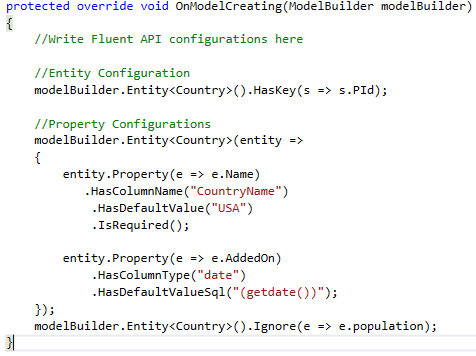 protected override void OnModelCreating(ModelBuilder modelBuilder)
{
    //Write Fluent API configurations here

    //Entity Configuration
    modelBuilder.Entity<Country>().HasKey(s => s.PId);

    //Property Configurations
    modelBuilder.Entity<Country>(entity =>
    {
        entity.Property(e => e.Name)
           .HasColumnName("CountryName")
            .HasDefaultValue("USA")
            .IsRequired();

        entity.Property(e => e.AddedOn)
            .HasColumnType("date")
            .HasDefaultValueSql("(getdate())");
    });
    modelBuilder.Entity<Country>().Ignore(e => e.population);
}